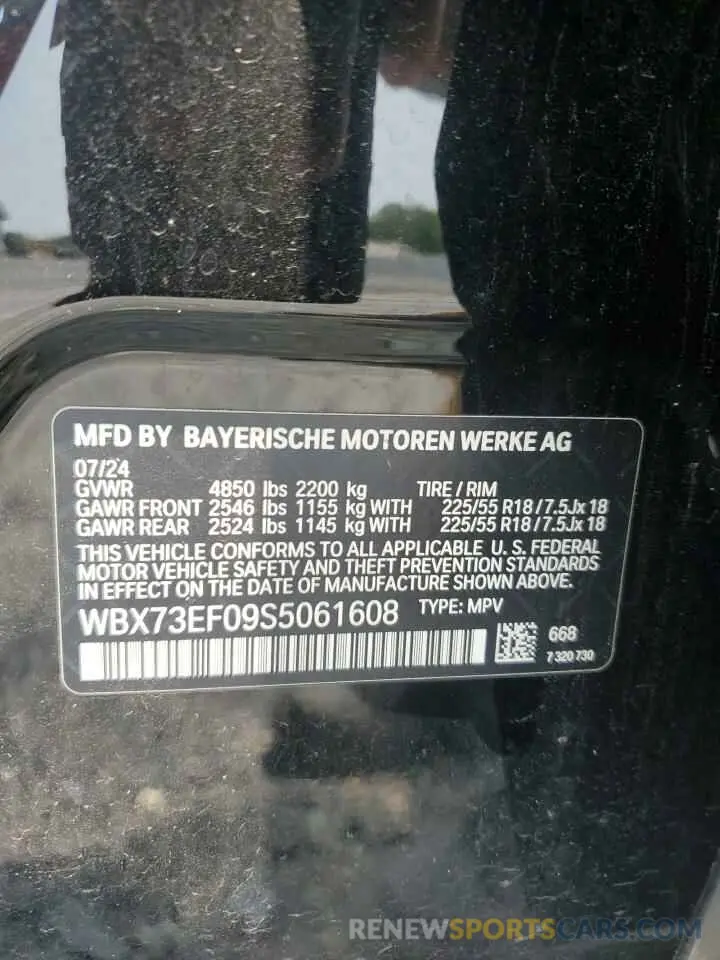 MFD BY BAYERISCHE MOTOREN WERKE AG
07/24
GVWR 4850 lbs 2200 kg TIRE / RIM
GAWR FRONT 2546 lbs 1155 kg WITH 225/55 R18 / 7.5Jx 18
GAWR REAR 2524 lbs 1145 kg WITH 225/55 R18 / 7.5Jx 18
THIS VEHICLE CONFORMS TO ALL APPLICABLE U. S. FEDERAL
MOTOR VEHICLE SAFETY AND THEFT PREVENTION STANDARDS
IN EFFECT ON THE DATE OF MANUFACTURE SHOWN ABOVE.
WBX73EF09S5061608 TYPE: MPV
668
7 320 730
RENEWSPORTSCARS.COM